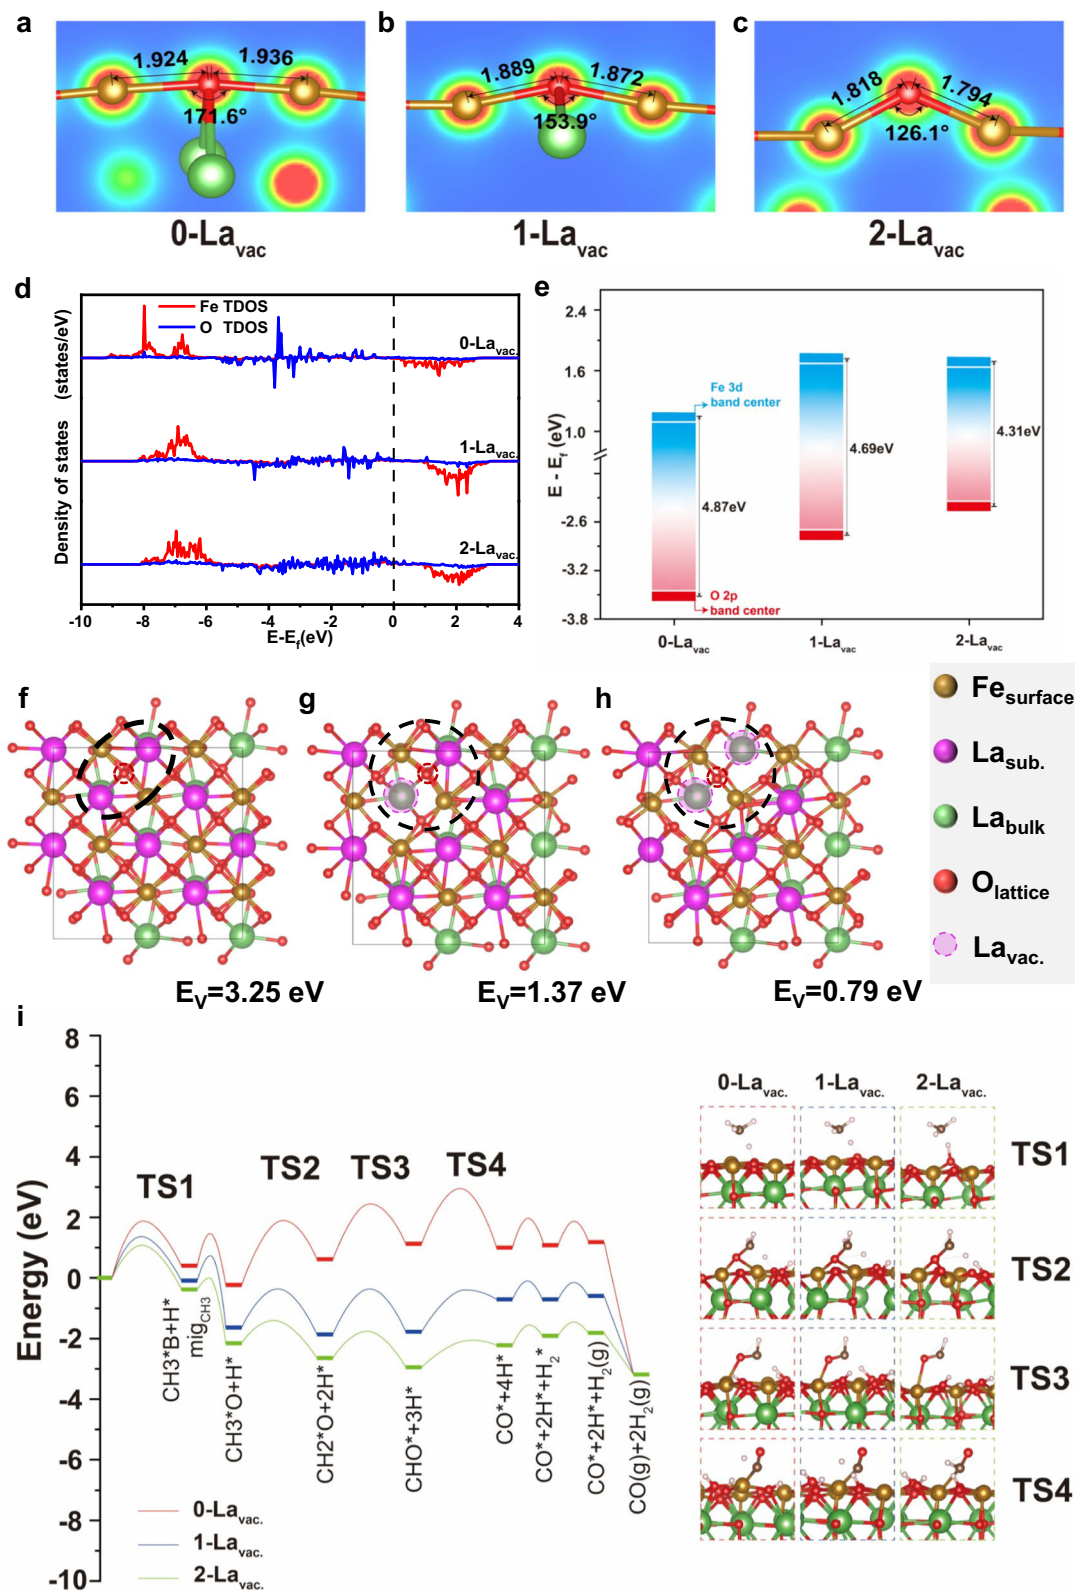 a
b
c
1.924
1.936
171.6°
1.889
1.872
153.9°
1.818
1.794
126.1°
0-Lavac
1-Lavac
2-Lavac
d
Density of states (states/eV)
Fe TDOS
O TDOS
0-Lavac.
1-Lavac.
2-Lavac.
-10
-8
-6
-4
-2
0
2
4
E-Ef(eV)
e
E - Ef (eV)
2.4
1.6
1.0
-2.6
-3.2
-3.8
Fe 3d
band center
4.87eV
4.69eV
4.31eV
O 2p
band center
0-Lavac
1-Lavac
2-Lavac
f
g
h
EV=3.25 eV
EV=1.37 eV
EV=0.79 eV
Fesurface
Lasub.
Labulk
Olattice
Lavac.
i
Energy (eV)
8
6
4
2
0
-2
-4
-6
-8
-10
TS1
TS2
TS3
TS4
CH3*B+H*
migCH3
CH3*O+H*
CH2*O+2H*
CHO*+3H*
CO*+4H*
CO*+2H*+H2*
CO*+2H*+H2(g)
CO(g)+2H2(g)
0-Lavac.
1-Lavac.
2-Lavac.
0-Lavac.
1-Lavac.
2-Lavac.
TS1
TS2
TS3
TS4